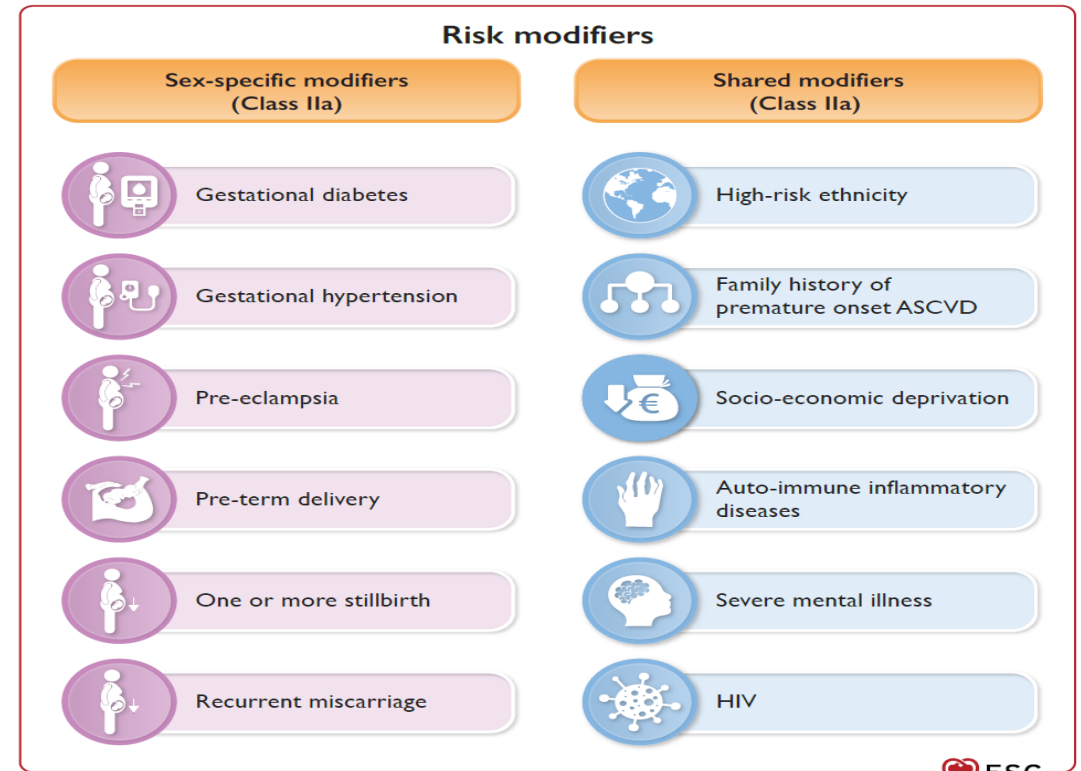 Risk modifiers
Sex-specific modifiers
(Class IIa)
Gestational diabetes
Gestational hypertension
Pre-eclampsia
Pre-term delivery
One or more stillbirth
Recurrent miscarriage
Shared modifiers
(Class IIa)
High-risk ethnicity
Family history of
premature onset ASCVD
€
Socio-economic deprivation
Auto-immune inflammatory
diseases
Severe mental illness
HIV
ESC